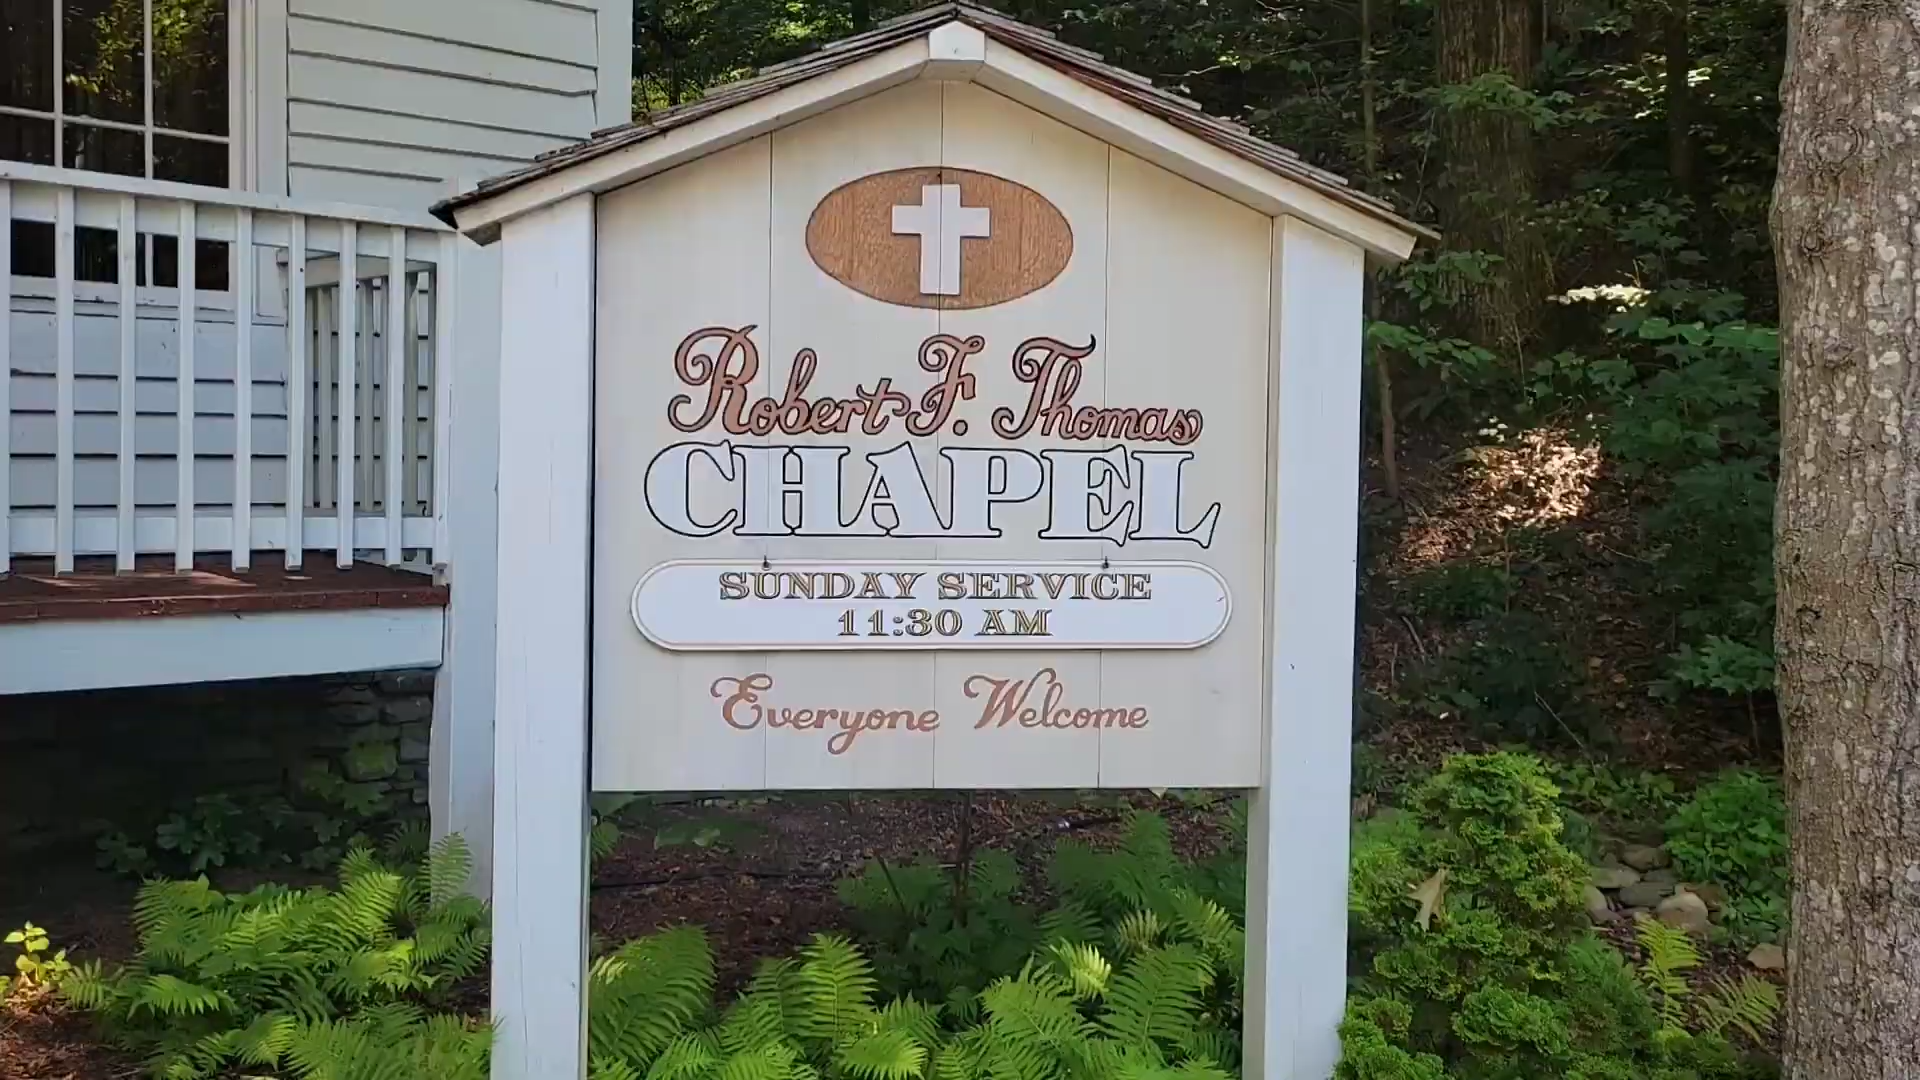 Robert F. Thomas
CHAPEL
SUNDAY SERVICE
11:30 AM
Everyone Welcome